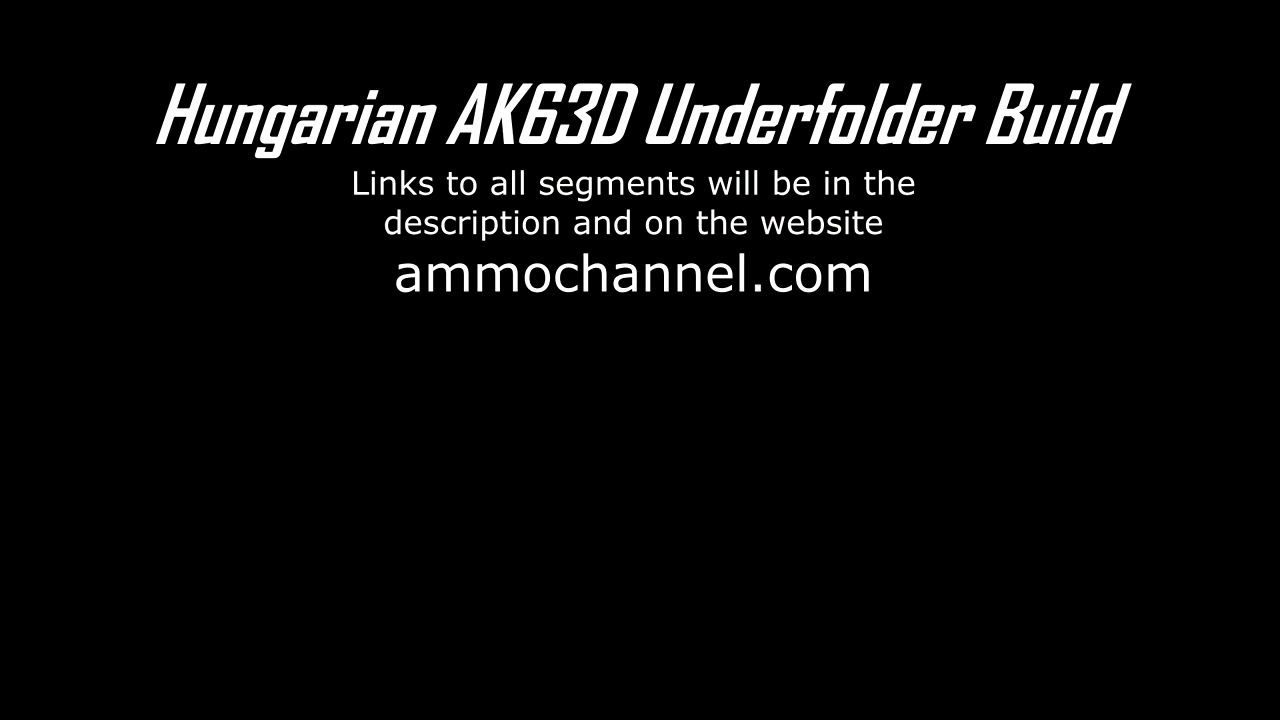 Hungarian AK63D Underfolder Build
Links to all segments will be in the
description and on the website
ammochannel.com